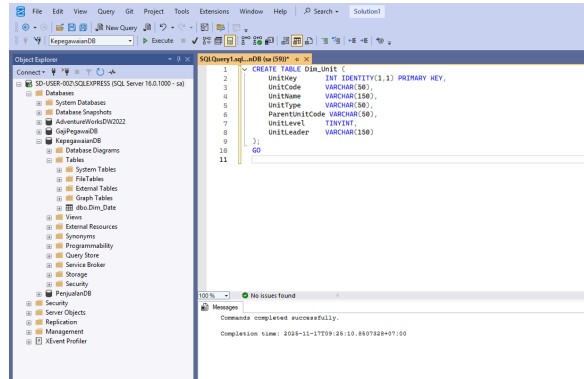 File Edit View Query Git Project Tools Extensions Window Help Search Solution1
New Query
KepegawaianDB Execute
Object Explorer
Connect
SD-USER-002\SQLEXPRESS (SQL Server 16.0.1000 - sa)
Databases
System Databases
Database Snapshots
AdventureWorksDW2022
GajiPegawaiDB
KepegawaianDB
Database Diagrams
Tables
System Tables
FileTables
External Tables
Graph Tables
dbo.Dim_Date
Views
External Resources
Synonyms
Programmability
Query Store
Service Broker
Storage
Security
PenjualanDB
Security
Server Objects
Replication
Management
XEvent Profiler
SQLQuery1.sql...nDB (sa (59))*
1 CREATE TABLE Dim_Unit (
2 UnitKey INT IDENTITY(1,1) PRIMARY KEY,
3 UnitCode VARCHAR(50),
4 UnitName VARCHAR(150),
5 UnitType VARCHAR(50),
6 ParentUnitCode VARCHAR(50),
7 UnitLevel TINYINT,
8 UnitLeader VARCHAR(150)
9 );
10 GO
11
100 % No issues found
Messages
Commands completed successfully.
Completion time: 2025-11-17T09:25:10.8507328+07:00